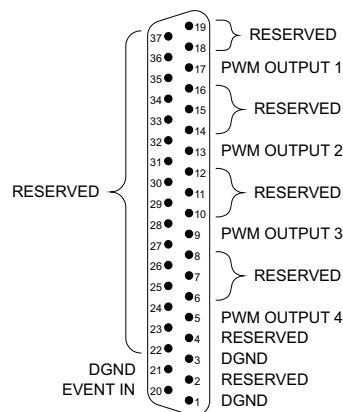 19
37
RESERVED
18
36
17 PWM OUTPUT 1
35
16
34
15 RESERVED
33
14
32
13 PWM OUTPUT 2
31
12
RESERVED
30
11 RESERVED
29
10
28
9 PWM OUTPUT 3
27
8
26
7 RESERVED
25
6
24
5 PWM OUTPUT 4
23
4 RESERVED
22
3 DGND
DGND 21
2 RESERVED
EVENT IN 20
1 DGND